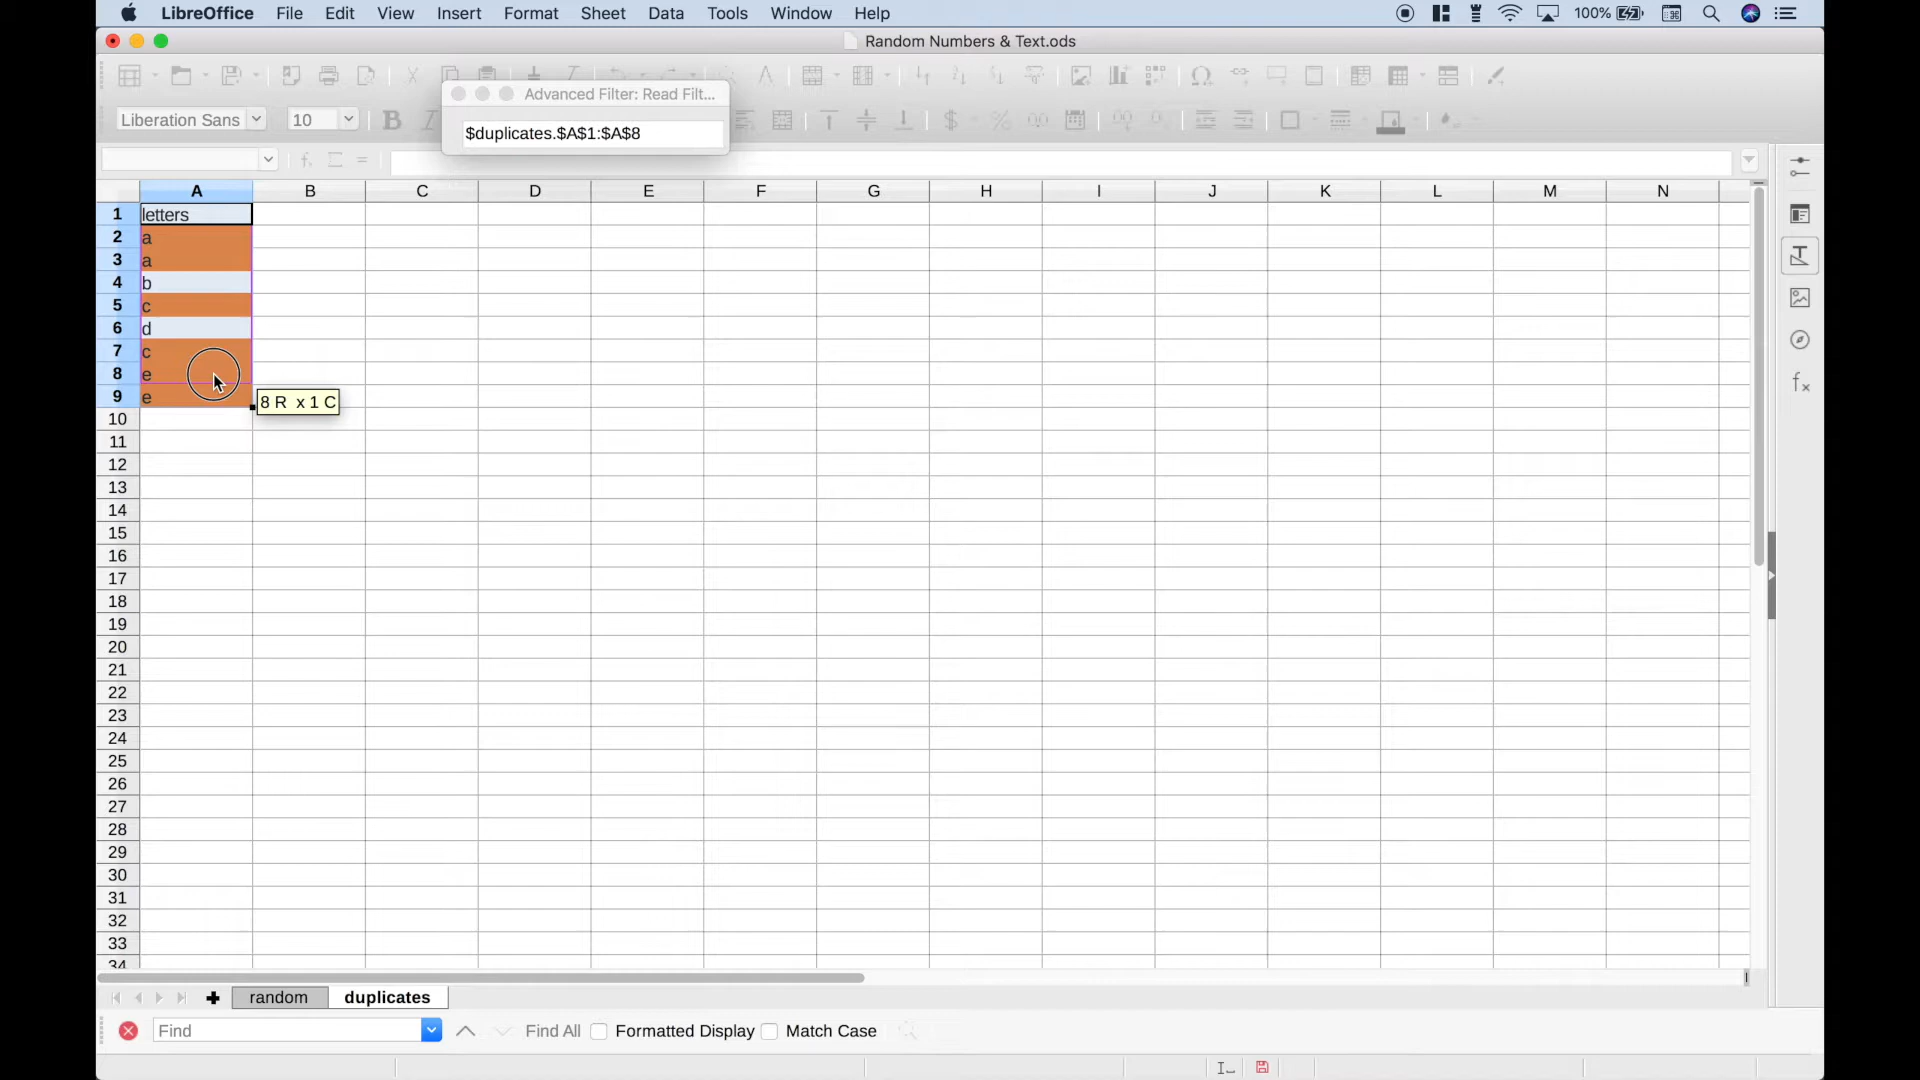 LibreOffice File Edit View Insert Format Sheet Data Tools Window Help 100%
Random Numbers & Text.ods
Advanced Filter: Read Filt...
Liberation Sans 10 B I
$duplicates.$A$1:$A$8
A B C D E F G H I J K L M N
1 letters
2 a
3 a
4 b
5 c
6 d
7 c
8 e
9 e
8 R x 1 C
10
11
12
13
14
15
16
17
18
19
20
21
22
23
24
25
26
27
28
29
30
31
32
33
34
random duplicates
Find Find All Formatted Display Match Case